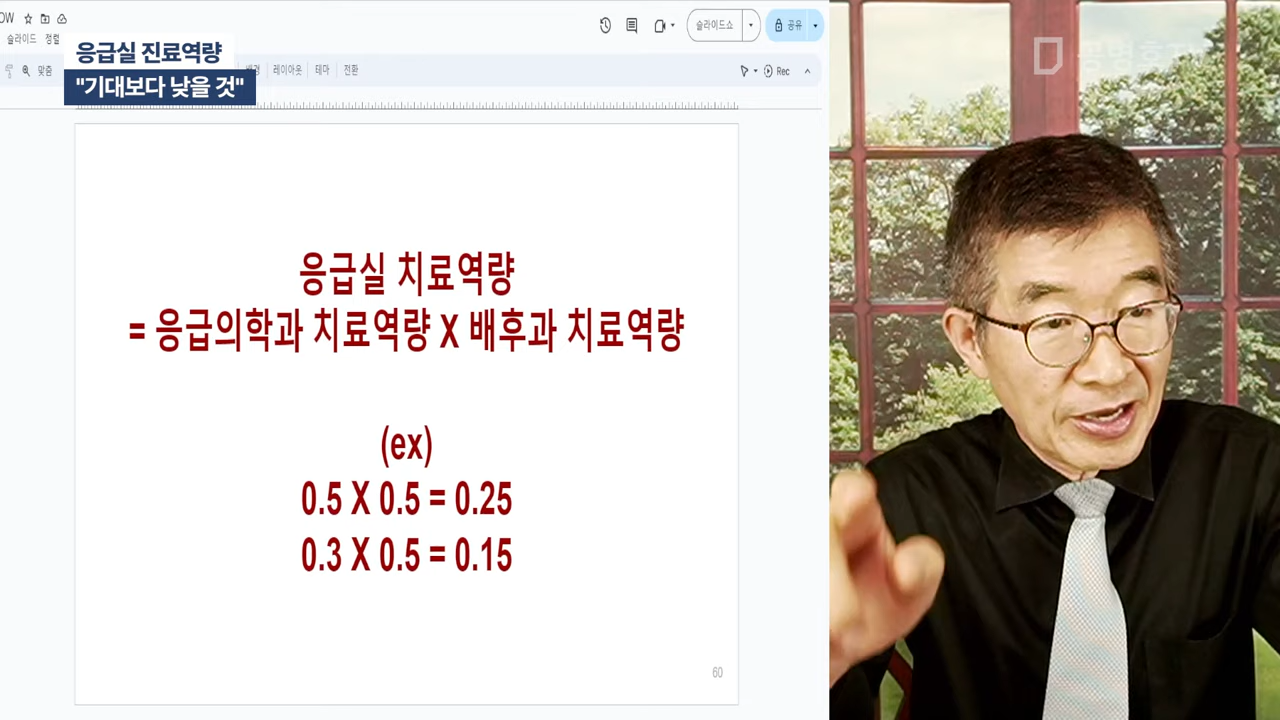 OW
슬라이드쇼
공유
슬라이드 정렬
응급실 진료역량
"기대보다 낮을 것"
맞춤
배경 레이아웃 테마 전환
Rec
응급실 치료역량
= 응급의학과 치료역량 X 배후과 치료역량
(ex)
0.5 X 0.5 = 0.25
0.3 X 0.5 = 0.15
60